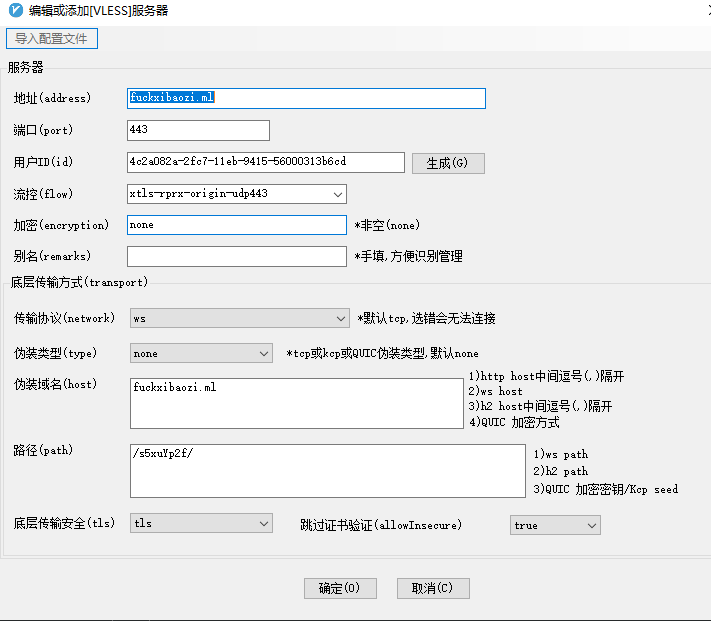 编辑或添加[VLESS]服务器
导入配置文件
服务器
地址(address) fuckxibaozi.ml
端口(port) 443
用户ID(id) 4c2a082a-2fc7-11eb-9415-56000313b6cd 生成(G)
流控(flow) xtls-rprx-origin-udp443
加密(encryption) none *非空(none)
别名(remarks) *手填,方便识别管理
底层传输方式(transport)
传输协议(network) ws *默认tcp,选错会无法连接
伪装类型(type) none *tcp或kcp或QUIC伪装类型,默认none
伪装域名(host) fuckxibaozi.ml
1)http host中间逗号(,)隔开
2)ws host
3)h2 host中间逗号(,)隔开
4)QUIC 加密方式
路径(path) /s5xuYp2f/
1)ws path
2)h2 path
3)QUIC 加密密钥/Kcp seed
底层传输安全(tls) tls 跳过证书验证(allowInsecure) true
确定(O) 取消(C)